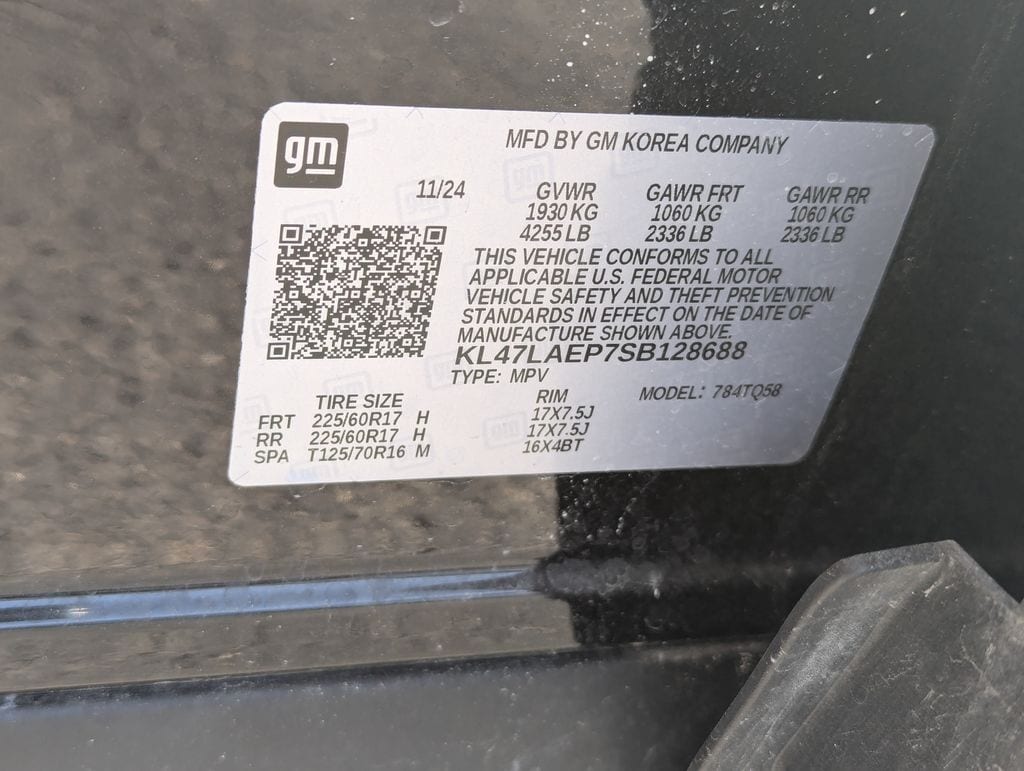 gm
MFD BY GM KOREA COMPANY
11/24 GVWR GAWR FRT GAWR RR
1930 KG 1060 KG 1060 KG
4255 LB 2336 LB 2336 LB
THIS VEHICLE CONFORMS TO ALL
APPLICABLE U.S. FEDERAL MOTOR
VEHICLE SAFETY AND THEFT PREVENTION
STANDARDS IN EFFECT ON THE DATE OF
MANUFACTURE SHOWN ABOVE.
KL47LAEP7SB128688
TYPE: MPV MODEL: 784TQ58
TIRE SIZE RIM
FRT 225/60R17 H 17X7.5J
RR 225/60R17 H 17X7.5J
SPA T125/70R16 M 16X4BT